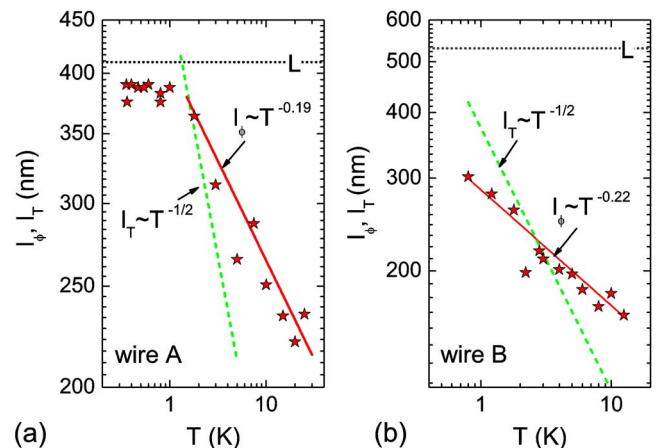 450
400
350
300
250
200
l_ϕ, l_T (nm)
L
l_ϕ~T^-0.19
l_T~T^-1/2
wire A
1
10
T (K)
(a)
600
500
400
300
200
l_ϕ, l_T (nm)
L
l_T~T^-1/2
l_ϕ~T^-0.22
wire B
1
10
T (K)
(b)